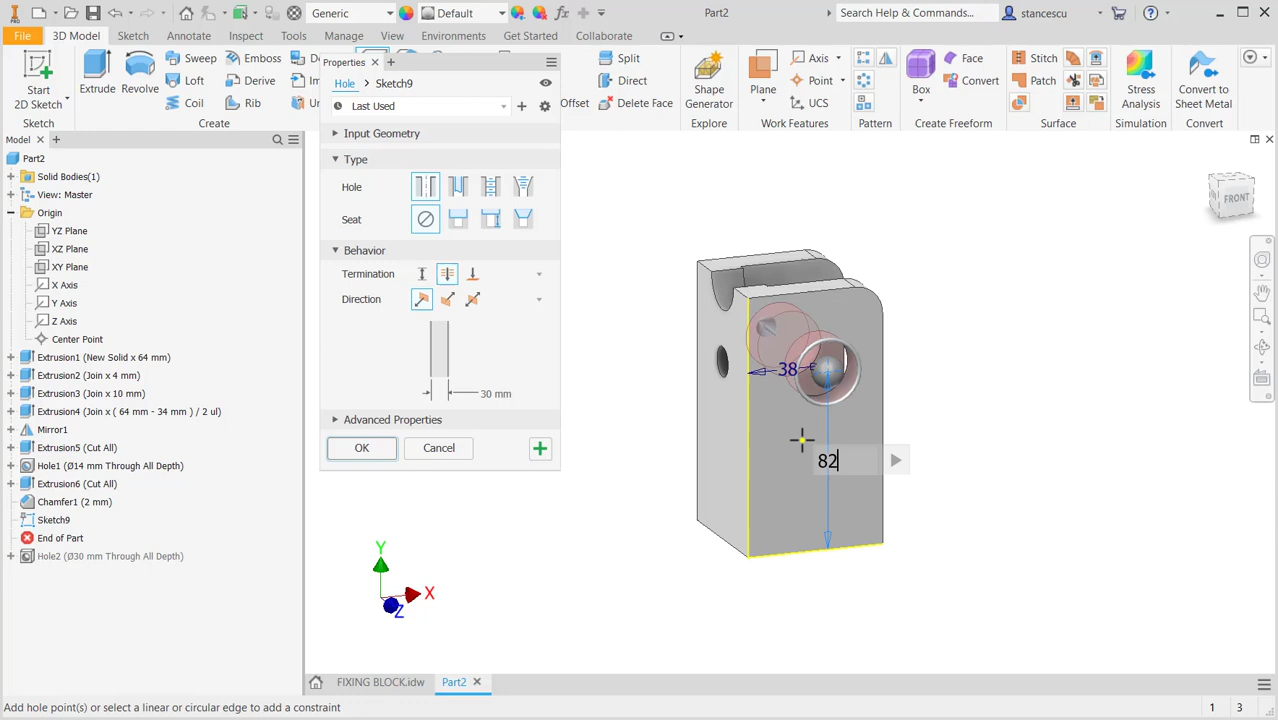 PRO
Generic
Default
Part2
Search Help & Commands...
stancescu
File
3D Model
Sketch
Annotate
Inspect
Tools
Manage
View
Environments
Get Started
Collaborate
Start
2D Sketch
Extrude
Revolve
Sweep
Loft
Coil
Emboss
Derive
Rib
Split
Direct
Offset
Delete Face
Shape
Generator
Plane
Axis
Point
UCS
Box
Face
Convert
Stitch
Patch
Sculpt
Stress
Analysis
Convert to
Sheet Metal
Sketch
Create
Explore
Work Features
Pattern
Create Freeform
Surface
Simulation
Convert
Model
Part2
Solid Bodies(1)
View: Master
Origin
YZ Plane
XZ Plane
XY Plane
X Axis
Y Axis
Z Axis
Center Point
Extrusion1 (New Solid x 64 mm)
Extrusion2 (Join x 4 mm)
Extrusion3 (Join x 10 mm)
Extrusion4 (Join x ( 64 mm - 34 mm ) / 2 ul)
Mirror1
Extrusion5 (Cut All)
Hole1 (Ø14 mm Through All Depth)
Extrusion6 (Cut All)
Chamfer1 (2 mm)
Sketch9
End of Part
Hole2 (Ø30 mm Through All Depth)
Properties
Hole
Sketch9
Last Used
Input Geometry
Type
Hole
Seat
Behavior
Termination
Direction
30 mm
Advanced Properties
OK
Cancel
FRONT
38
82
Y
X
Z
FIXING BLOCK.idw
Part2
Add hole point(s) or select a linear or circular edge to add a constraint
1
3